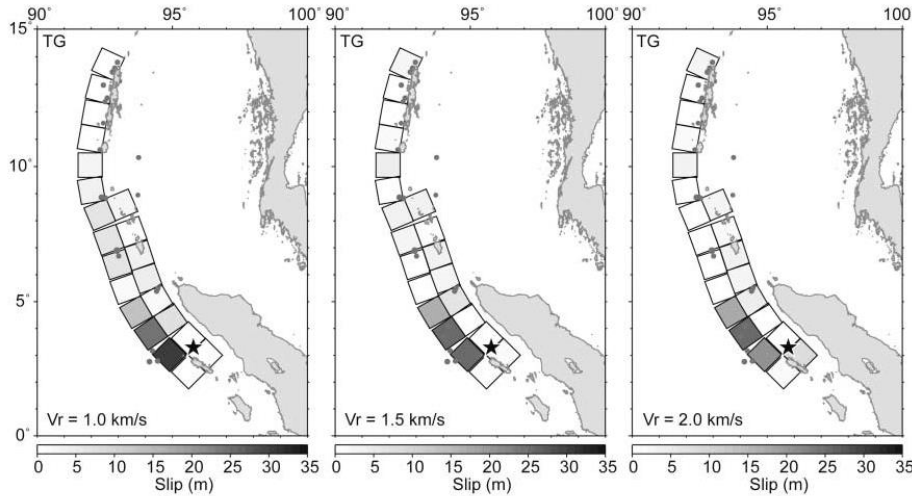 90° 95° 100° 90° 95° 100° 90° 95° 100°
15° TG TG TG
10°
5°
0° Vr = 1.0 km/s Vr = 1.5 km/s Vr = 2.0 km/s
0 5 10 15 20 25 30 35 0 5 10 15 20 25 30 35 0 5 10 15 20 25 30 35
Slip (m) Slip (m) Slip (m)